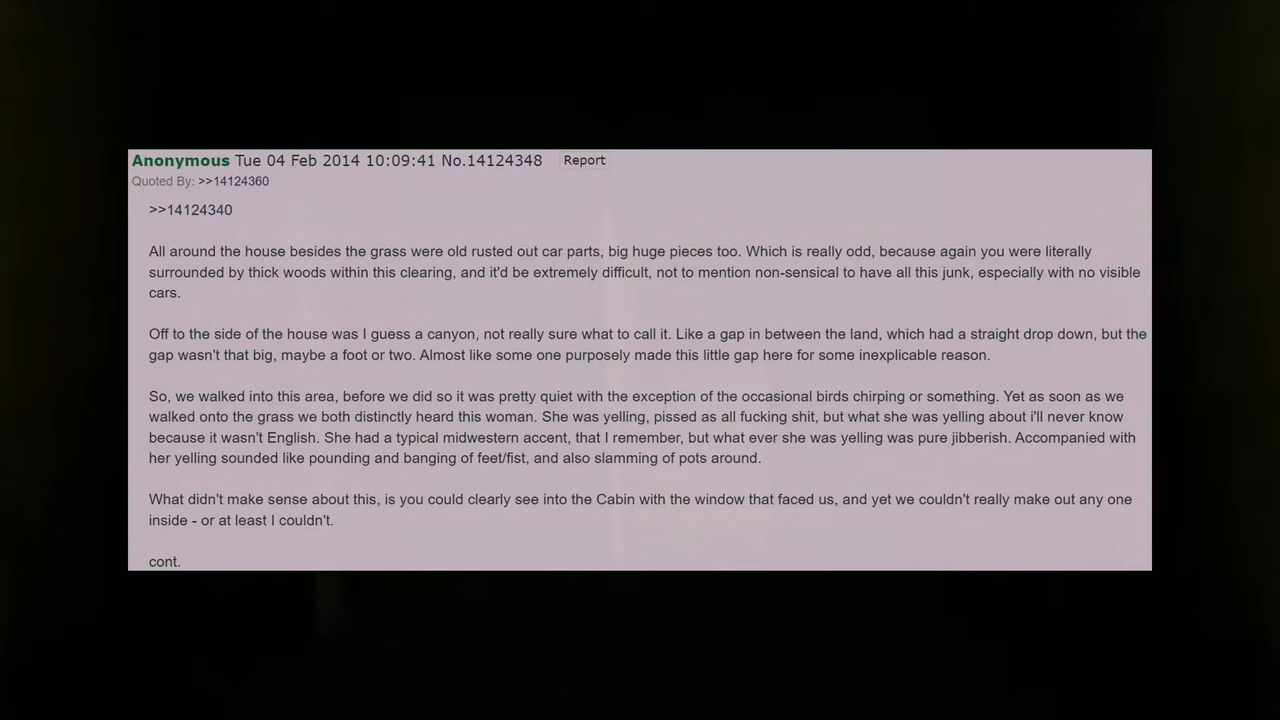 Anonymous Tue 04 Feb 2014 10:09:41 No.14124348 Report
Quoted By: >>14124360
>>14124340
All around the house besides the grass were old rusted out car parts, big huge pieces too. Which is really odd, because again you were literally
surrounded by thick woods within this clearing, and it'd be extremely difficult, not to mention non-sensical to have all this junk, especially with no visible
cars.
Off to the side of the house was I guess a canyon, not really sure what to call it. Like a gap in between the land, which had a straight drop down, but the
gap wasn't that big, maybe a foot or two. Almost like some one purposely made this little gap here for some inexplicable reason.
So, we walked into this area, before we did so it was pretty quiet with the exception of the occasional birds chirping or something. Yet as soon as we
walked onto the grass we both distinctly heard this woman. She was yelling, pissed as all fucking shit, but what she was yelling about i'll never know
because it wasn't English. She had a typical midwestern accent, that I remember, but what ever she was yelling was pure jibberish. Accompanied with
her yelling sounded like pounding and banging of feet/fist, and also slamming of pots around.
What didn't make sense about this, is you could clearly see into the Cabin with the window that faced us, and yet we couldn't really make out any one
inside - or at least I couldn't.
cont.